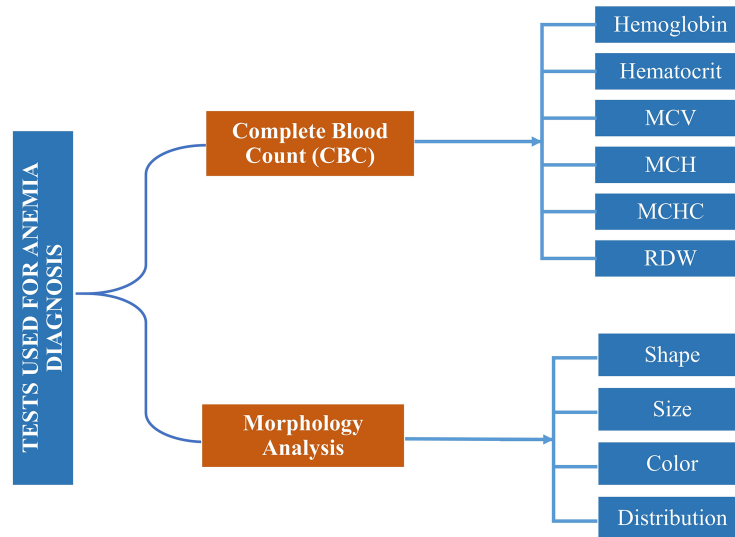 TESTS USED FOR ANEMIA
DIAGNOSIS
Complete Blood
Count (CBC)
Hemoglobin
Hematocrit
MCV
MCH
MCHC
RDW
Morphology
Analysis
Shape
Size
Color
Distribution